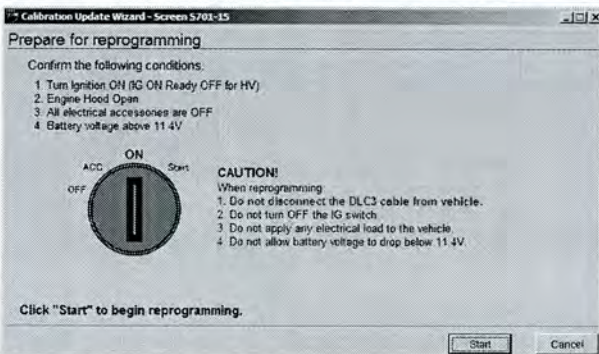 Calibration Update Wizard - Screen S701-15
Prepare for reprogramming
Confirm the following conditions:
1 Turn Ignition ON (IG ON Ready OFF for HV)
2. Engine Hood Open
3. All electrical accessories are OFF
4. Battery voltage above 11.4V
ON
ACC
Start
OFF
CAUTION!
When reprogramming
1. Do not disconnect the DLC3 cable from vehicle.
2. Do not turn OFF the IG switch
3 Do not apply any electrical load to the vehicle.
4. Do not allow battery voltage to drop below 11.4V.
Click "Start" to begin reprogramming.
Start
Cancel